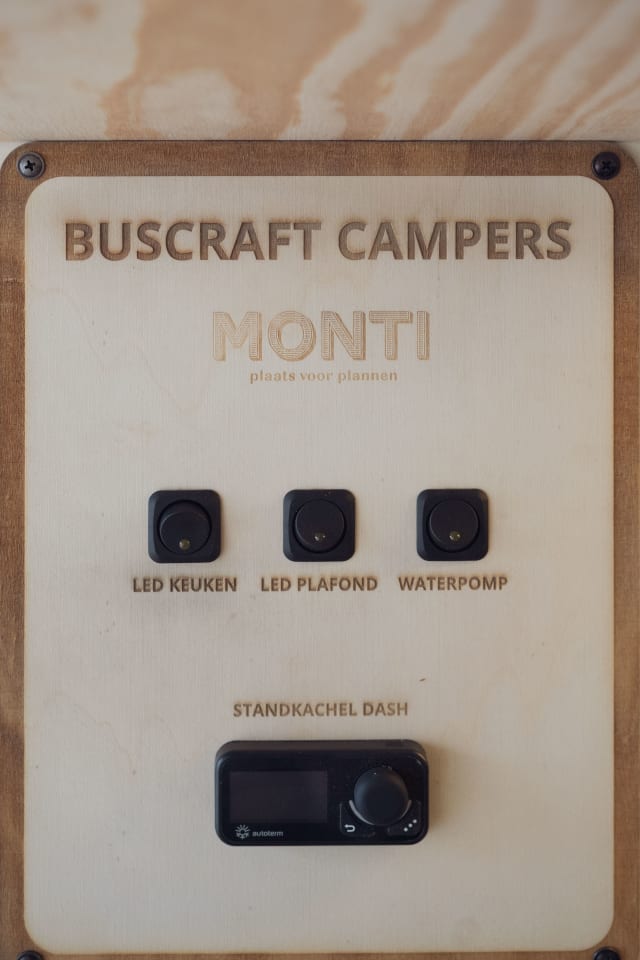 BUSCRAFT CAMPERS
MONTI
plaats voor plannen
LED KEUKEN LED PLAFOND WATERPOMP
STANDKACHEL DASH
autoterm